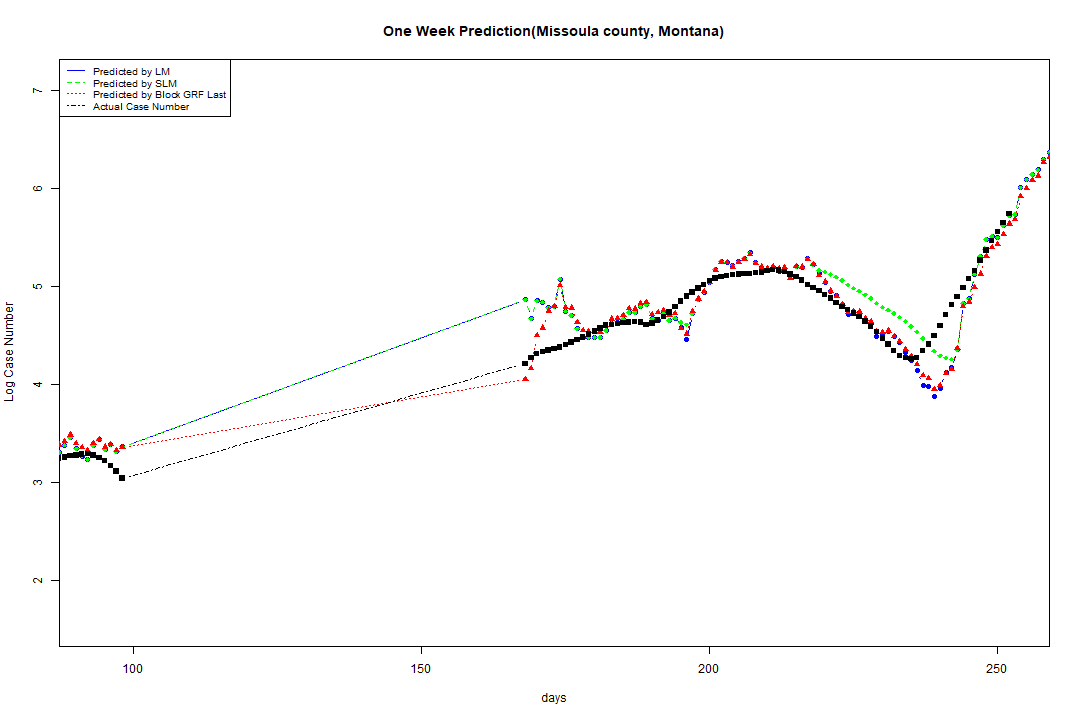 One Week Prediction(Missoula county, Montana)
Predicted by LM
Predicted by SLM
Predicted by Block GRF Last
Actual Case Number
7
6
5
4
3
2
Log Case Number
100
150
200
250
days